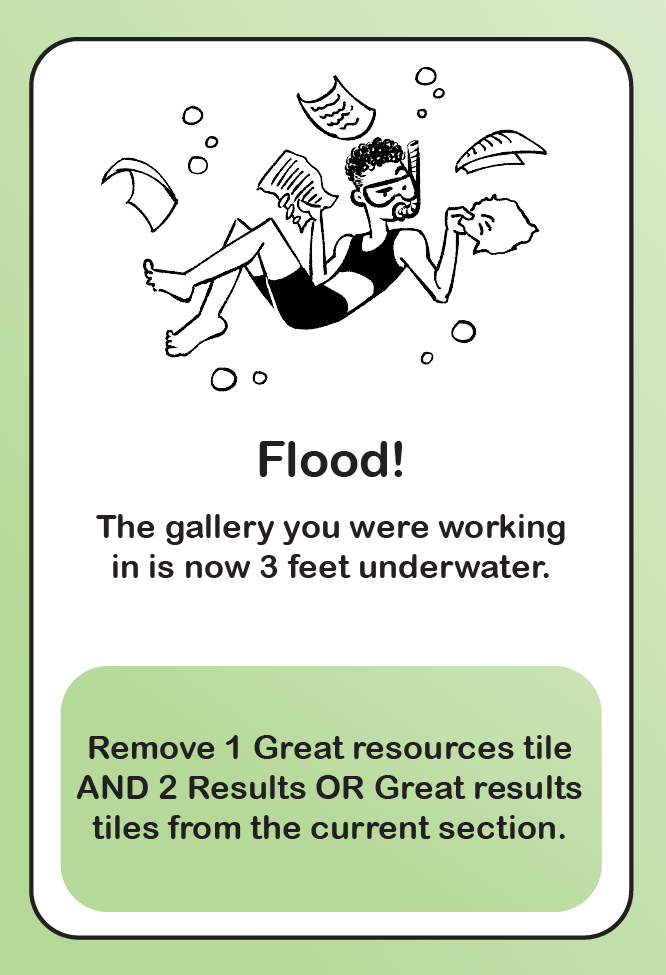 Flood!
The gallery you were working
in is now 3 feet underwater.
Remove 1 Great resources tile
AND 2 Results OR Great results
tiles from the current section.